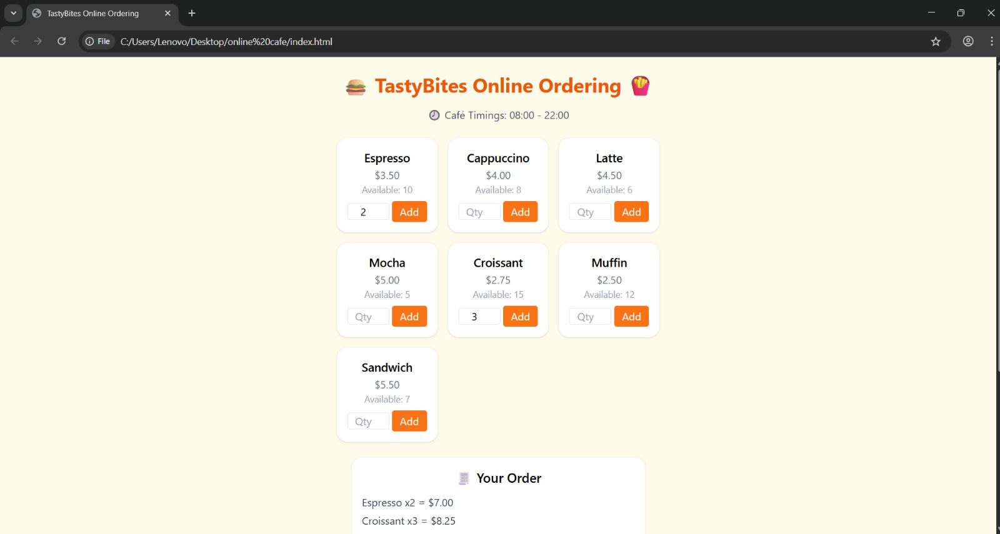 TastyBites Online Ordering
File C:/Users/Lenovo/Desktop/online%20cafe/index.html
TastyBites Online Ordering
Café Timings: 08:00 - 22:00
Espresso
$3.50
Available: 10
2 Add
Cappuccino
$4.00
Available: 8
Qty Add
Latte
$4.50
Available: 6
Qty Add
Mocha
$5.00
Available: 5
Qty Add
Croissant
$2.75
Available: 15
3 Add
Muffin
$2.50
Available: 12
Qty Add
Sandwich
$5.50
Available: 7
Qty Add
Your Order
Espresso x2 = $7.00
Croissant x3 = $8.25